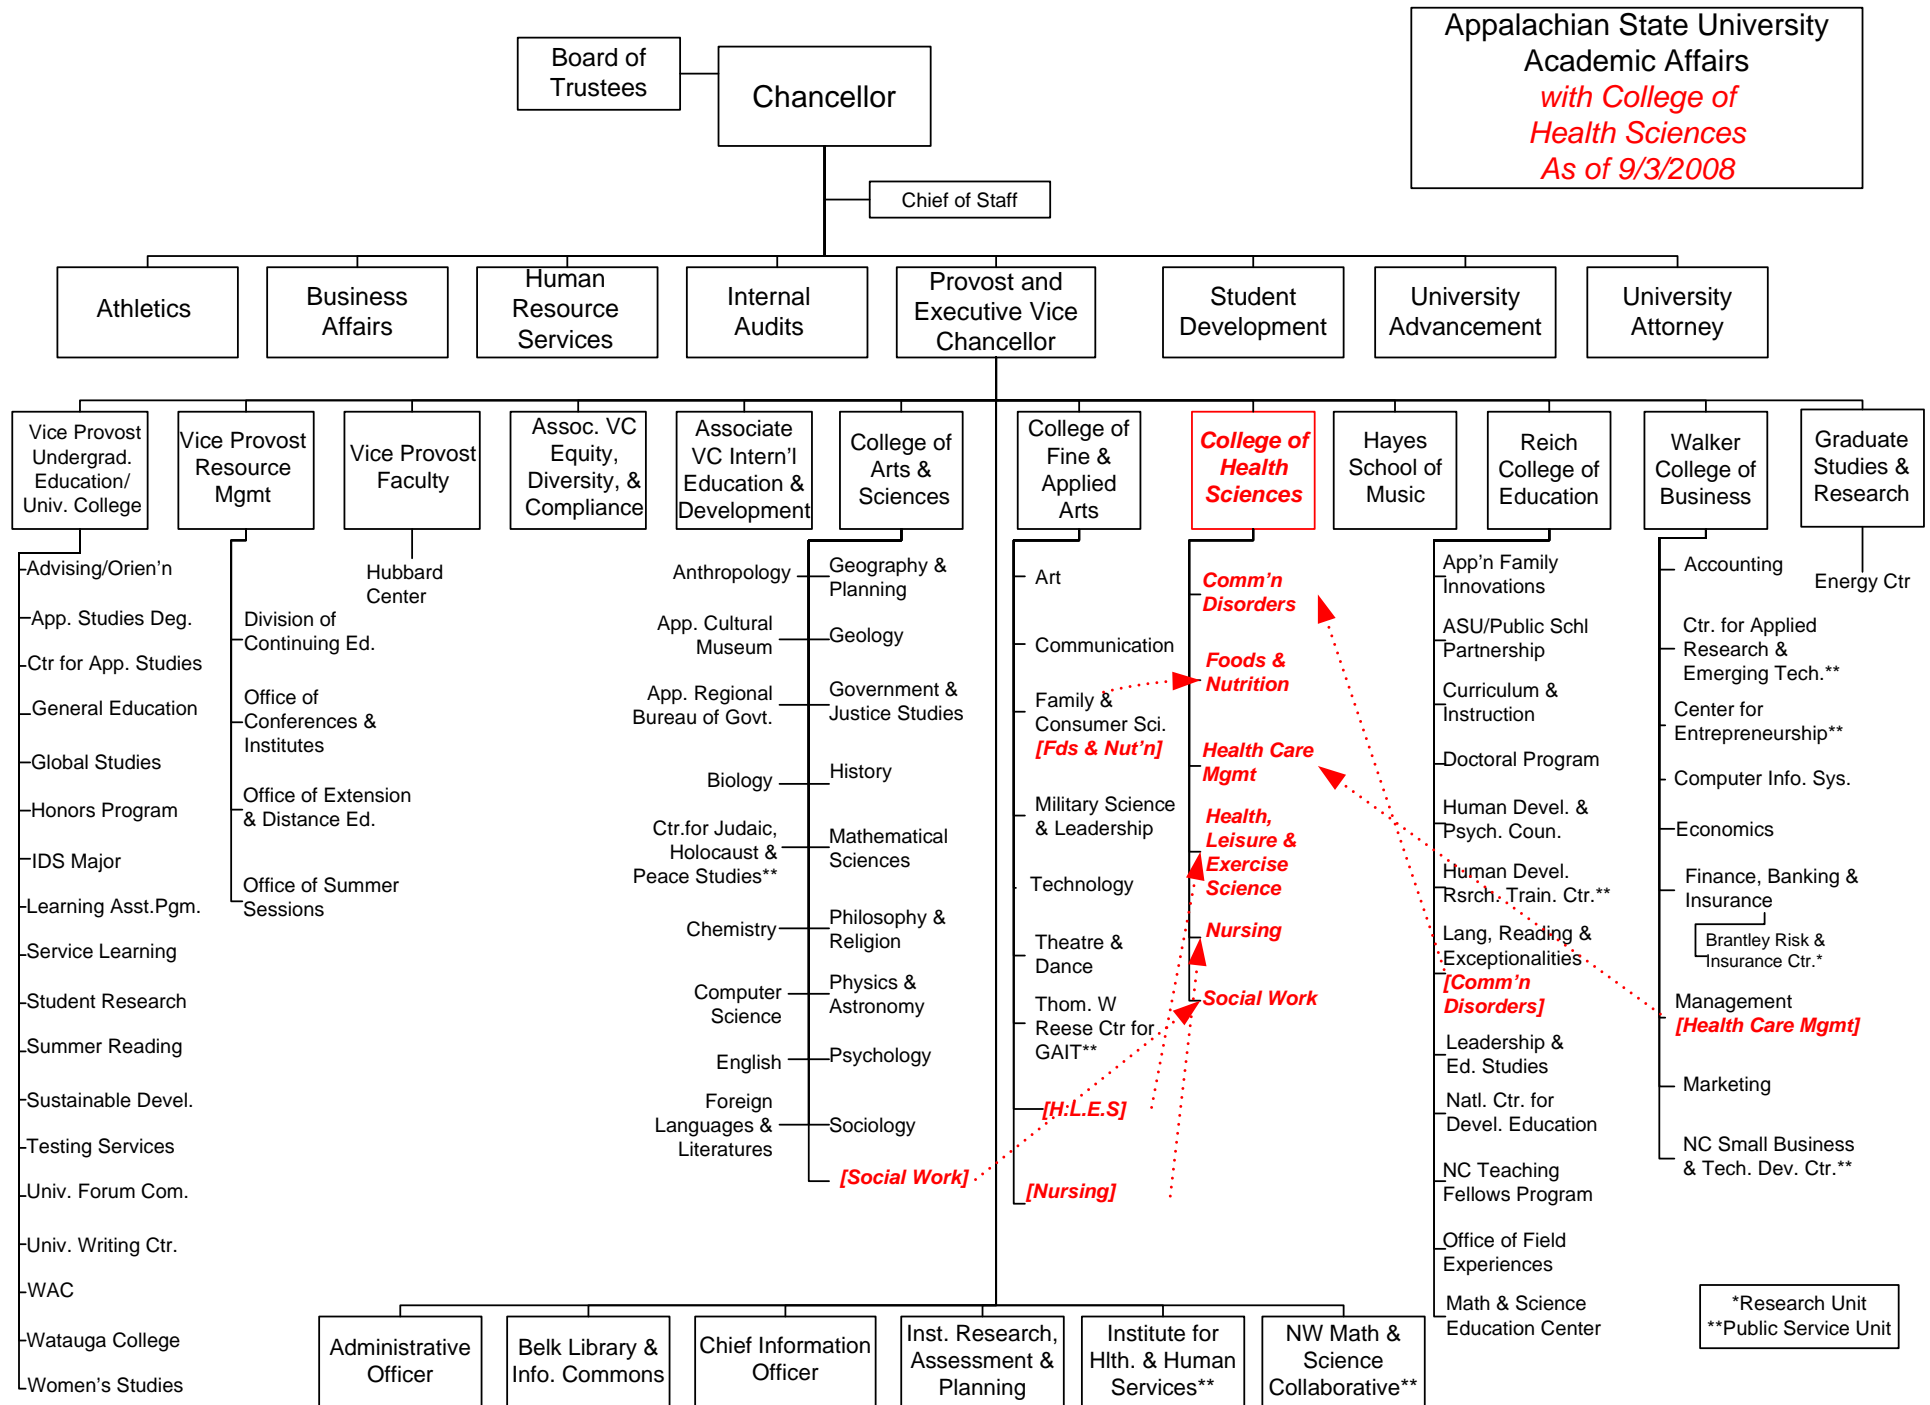 Appalachian State University
Academic Affairs
with College of
Health Sciences
As of 9/3/2008
Board of
Trustees
Chancellor
Chief of Staff
Athletics
Business
Affairs
Human
Resource
Services
Internal
Audits
Provost and
Executive Vice
Chancellor
Student
Development
University
Advancement
University
Attorney
Vice Provost
Undergrad.
Education/
Univ. College
Vice Provost
Resource
Mgmt
Vice Provost
Faculty
Assoc. VC
Equity,
Diversity, &
Compliance
Associate
VC Intern'l
Education &
Development
College of
Arts &
Sciences
College of
Fine &
Applied
Arts
College of
Health
Sciences
Hayes
School of
Music
Reich
College of
Education
Walker
College of
Business
Graduate
Studies &
Research
Advising/Orien'n
App. Studies Deg.
Ctr for App. Studies
General Education
Global Studies
Honors Program
IDS Major
Learning Asst.Pgm.
Service Learning
Student Research
Summer Reading
Sustainable Devel.
Testing Services
Univ. Forum Com.
Univ. Writing Ctr.
WAC
Watauga College
Women's Studies
Division of
Continuing Ed.
Office of
Conferences &
Institutes
Office of Extension
& Distance Ed.
Office of Summer
Sessions
Hubbard
Center
Anthropology
App. Cultural
Museum
App. Regional
Bureau of Govt.
Biology
Ctr.for Judaic,
Holocaust &
Peace Studies**
Chemistry
Computer
Science
English
Foreign
Languages &
Literatures
Geography &
Planning
Geology
Government &
Justice Studies
History
Mathematical
Sciences
Philosophy &
Religion
Physics &
Astronomy
Psychology
Sociology
[Social Work]
Art
Communication
Family &
Consumer Sci.
[Fds & Nut'n]
Military Science
& Leadership
Technology
Theatre &
Dance
Thom. W
Reese Ctr for
GAIT**
[H.L.E.S]
[Nursing]
Comm'n
Disorders
Foods &
Nutrition
Health Care
Mgmt
Health,
Leisure &
Exercise
Science
Nursing
Social Work
App'n Family
Innovations
ASU/Public Schl
Partnership
Curriculum &
Instruction
Doctoral Program
Human Devel. &
Psych. Coun.
Human Devel.
Rsrch. Train. Ctr.**
Lang, Reading &
Exceptionalities
[Comm'n
Disorders]
Leadership &
Ed. Studies
Natl. Ctr. for
Devel. Education
NC Teaching
Fellows Program
Office of Field
Experiences
Math & Science
Education Center
Accounting
Ctr. for Applied
Research &
Emerging Tech.**
Center for
Entrepreneurship**
Computer Info. Sys.
Economics
Finance, Banking &
Insurance
Brantley Risk &
Insurance Ctr.*
Management
[Health Care Mgmt]
Marketing
NC Small Business
& Tech. Dev. Ctr.**
Energy Ctr
Administrative
Officer
Belk Library &
Info. Commons
Chief Information
Officer
Inst. Research,
Assessment &
Planning
Institute for
Hlth. & Human
Services**
NW Math &
Science
Collaborative**
*Research Unit
**Public Service Unit